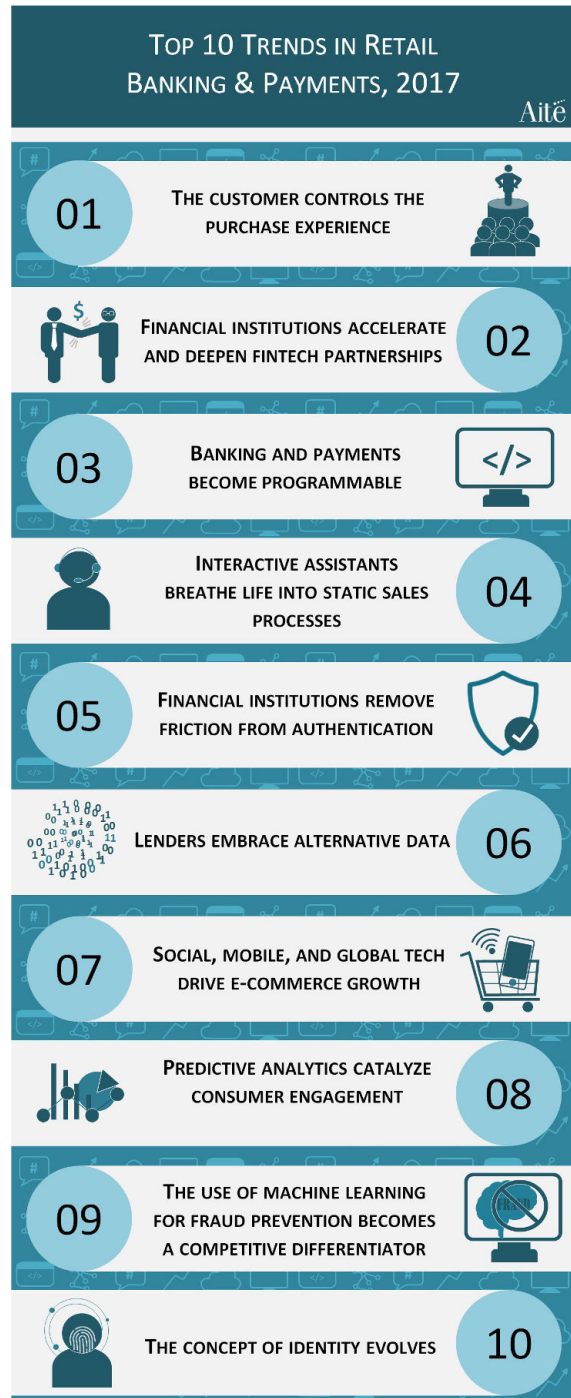 Top 10 Trends in Retail
Banking & Payments, 2017
Aitë
01
The customer controls the
purchase experience
$
Financial institutions accelerate
and deepen fintech partnerships
02
03
Banking and payments
become programmable
</>
Interactive assistants
breathe life into static sales
processes
04
05
Financial institutions remove
friction from authentication
Lenders embrace alternative data
06
07
Social, mobile, and global tech
drive e-commerce growth
Predictive analytics catalyze
consumer engagement
08
09
The use of machine learning
for fraud prevention becomes
a competitive differentiator
FRAUD
The concept of identity evolves
10